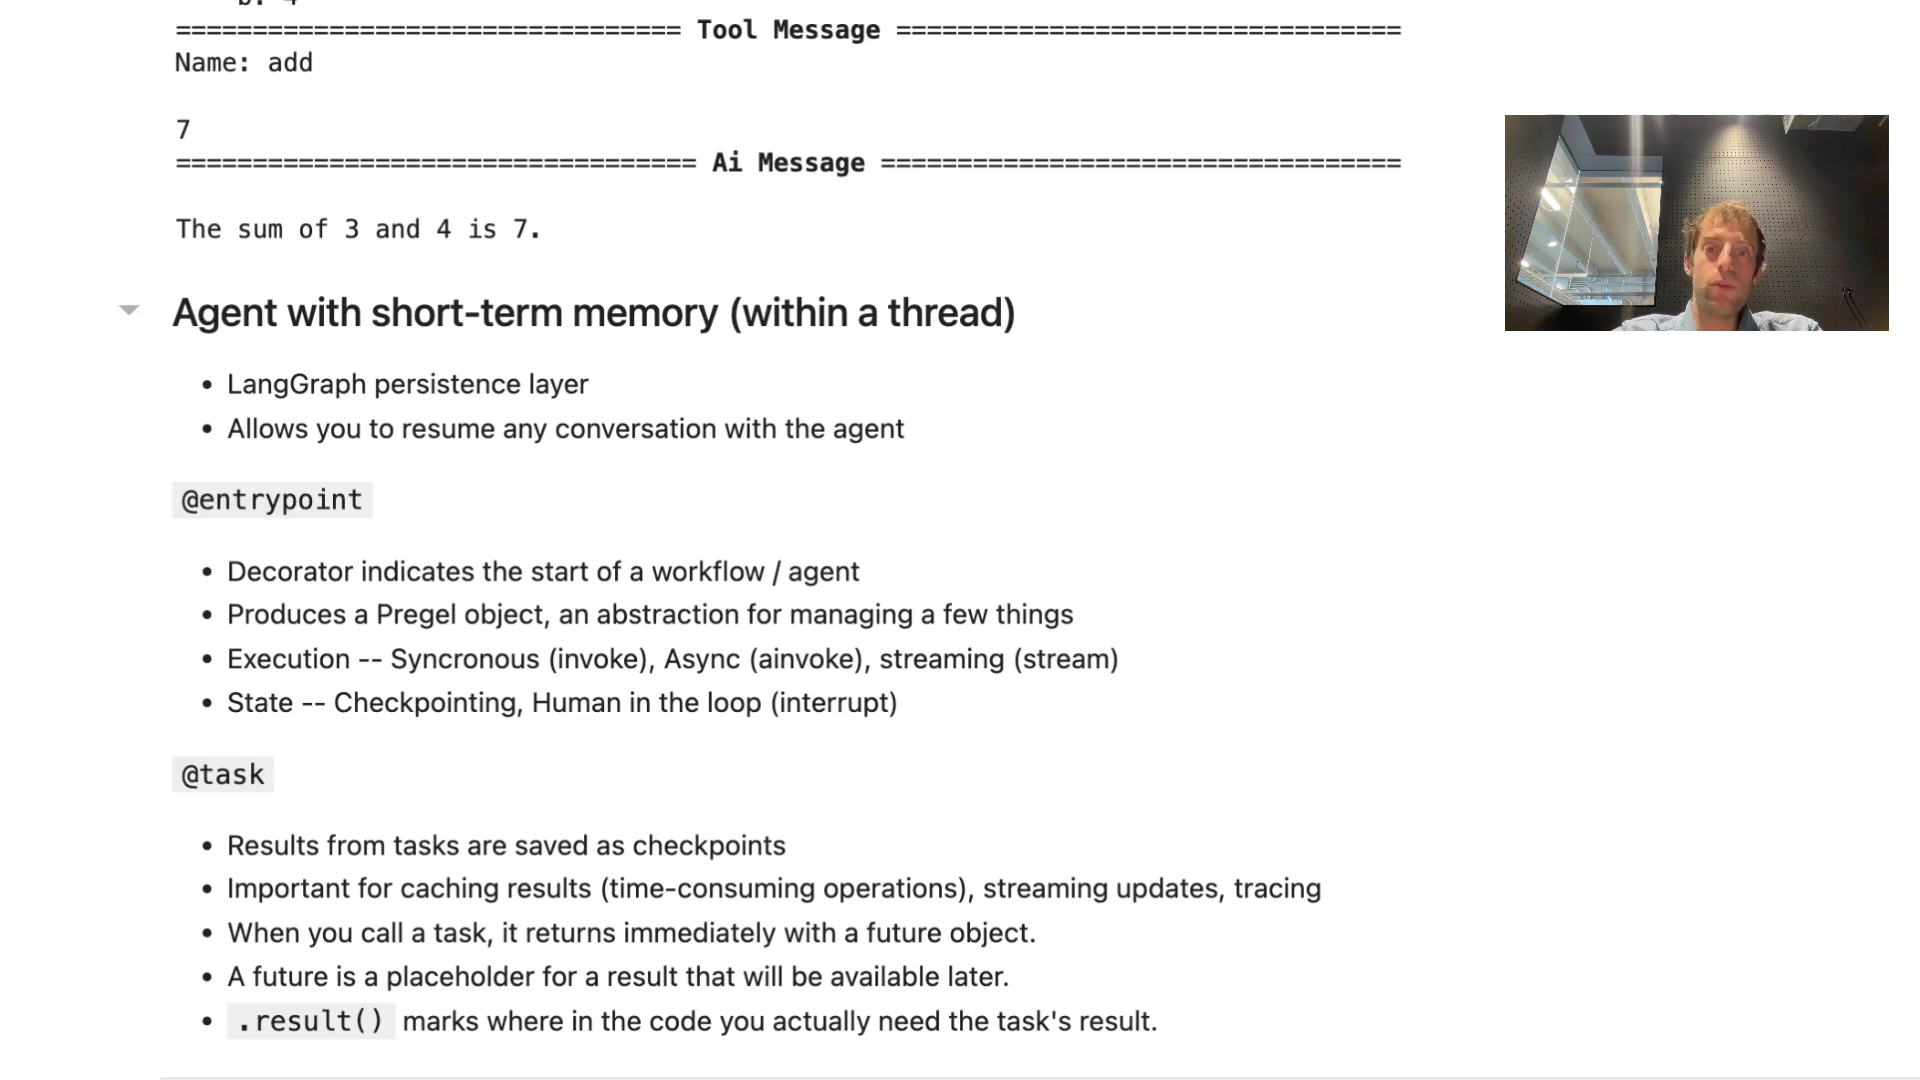 ================================= Tool Message =================================
Name: add
7
================================== Ai Message ==================================
The sum of 3 and 4 is 7.
Agent with short-term memory (within a thread)
• LangGraph persistence layer
• Allows you to resume any conversation with the agent
@entrypoint
• Decorator indicates the start of a workflow / agent
• Produces a Pregel object, an abstraction for managing a few things
• Execution -- Syncronous (invoke), Async (ainvoke), streaming (stream)
• State -- Checkpointing, Human in the loop (interrupt)
@task
• Results from tasks are saved as checkpoints
• Important for caching results (time-consuming operations), streaming updates, tracing
• When you call a task, it returns immediately with a future object.
• A future is a placeholder for a result that will be available later.
• .result() marks where in the code you actually need the task's result.